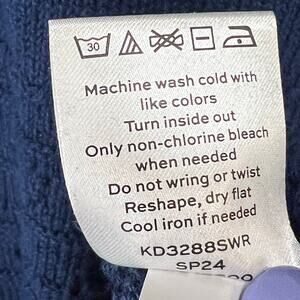 30
Machine wash cold with
like colors
Turn inside out
Only non-chlorine bleach
when needed
Do not wring or twist
Reshape, dry flat
Cool iron if needed
KD3288SWR
SP24